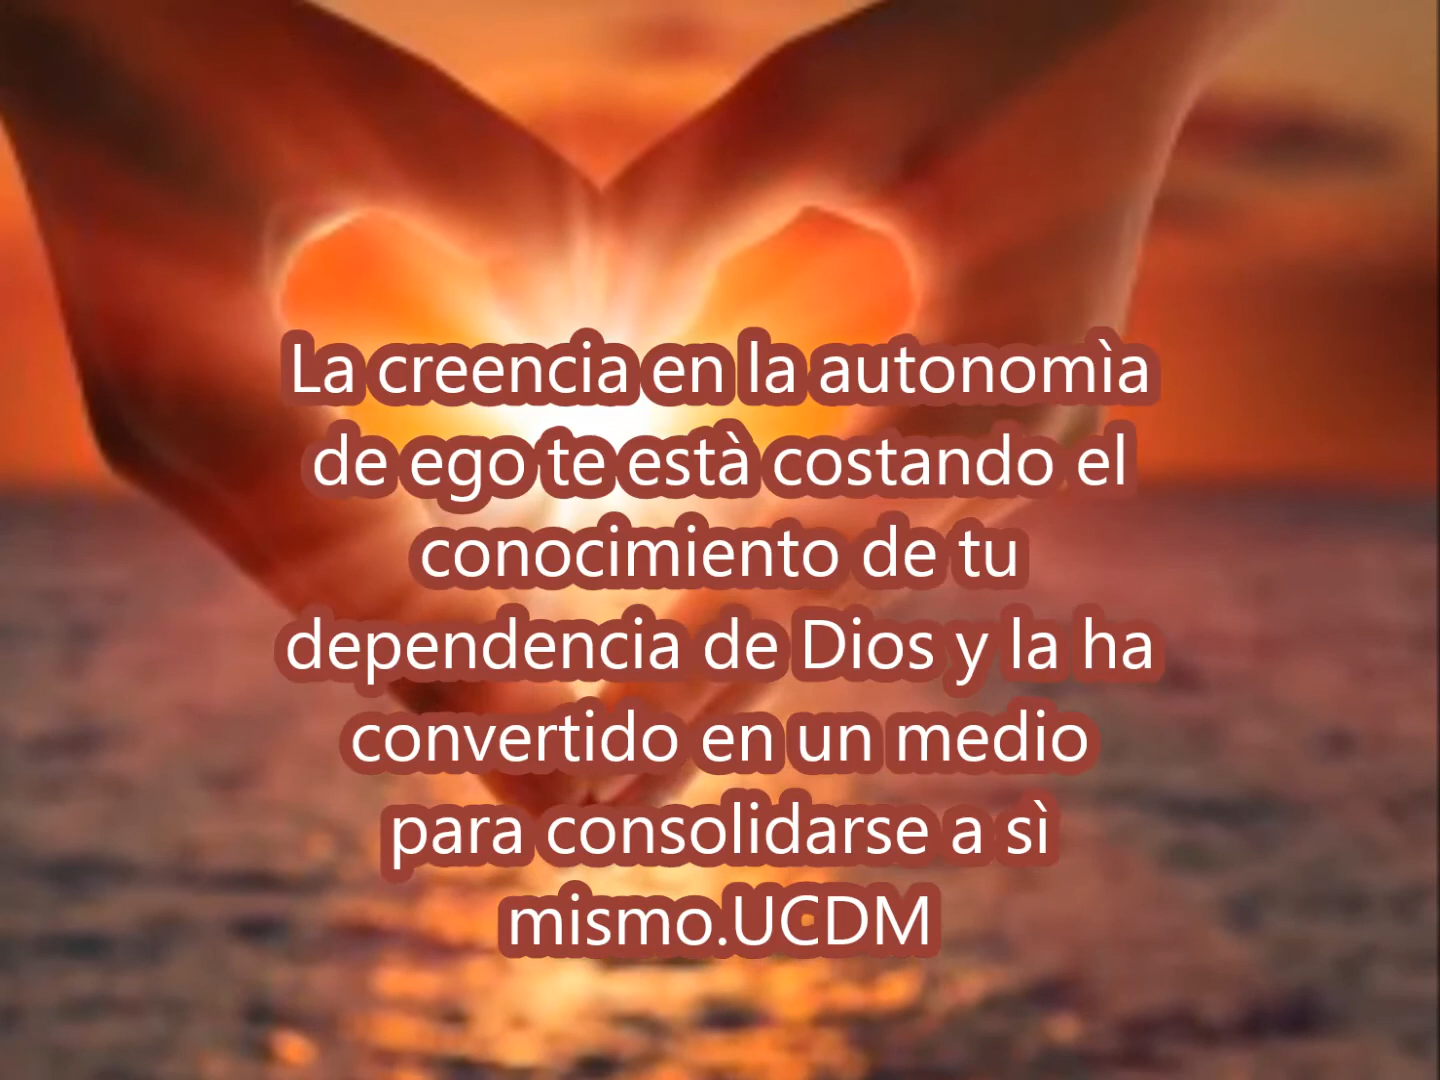 La creencia en la autonomìa
de ego te està costando el
conocimiento de tu
dependencia de Dios y la ha
convertido en un medio
para consolidarse a sì
mismo.UCDM